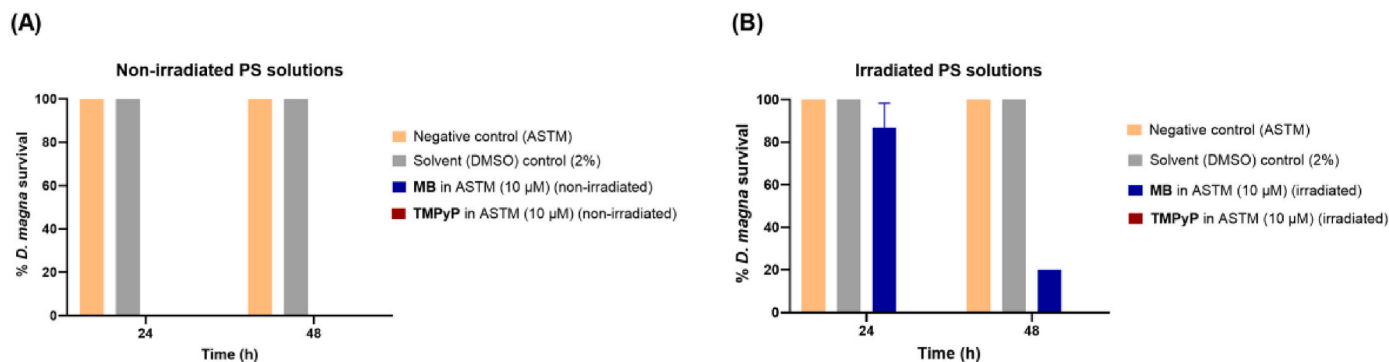 (A)
Non-irradiated PS solutions
% D. magna survival
100
80
60
40
20
0
24
48
Time (h)
Negative control (ASTM)
Solvent (DMSO) control (2%)
MB in ASTM (10 µM) (non-irradiated)
TMPyP in ASTM (10 µM) (non-irradiated)
(B)
Irradiated PS solutions
% D. magna survival
100
80
60
40
20
0
24
48
Time (h)
Negative control (ASTM)
Solvent (DMSO) control (2%)
MB in ASTM (10 µM) (irradiated)
TMPyP in ASTM (10 µM) (irradiated)